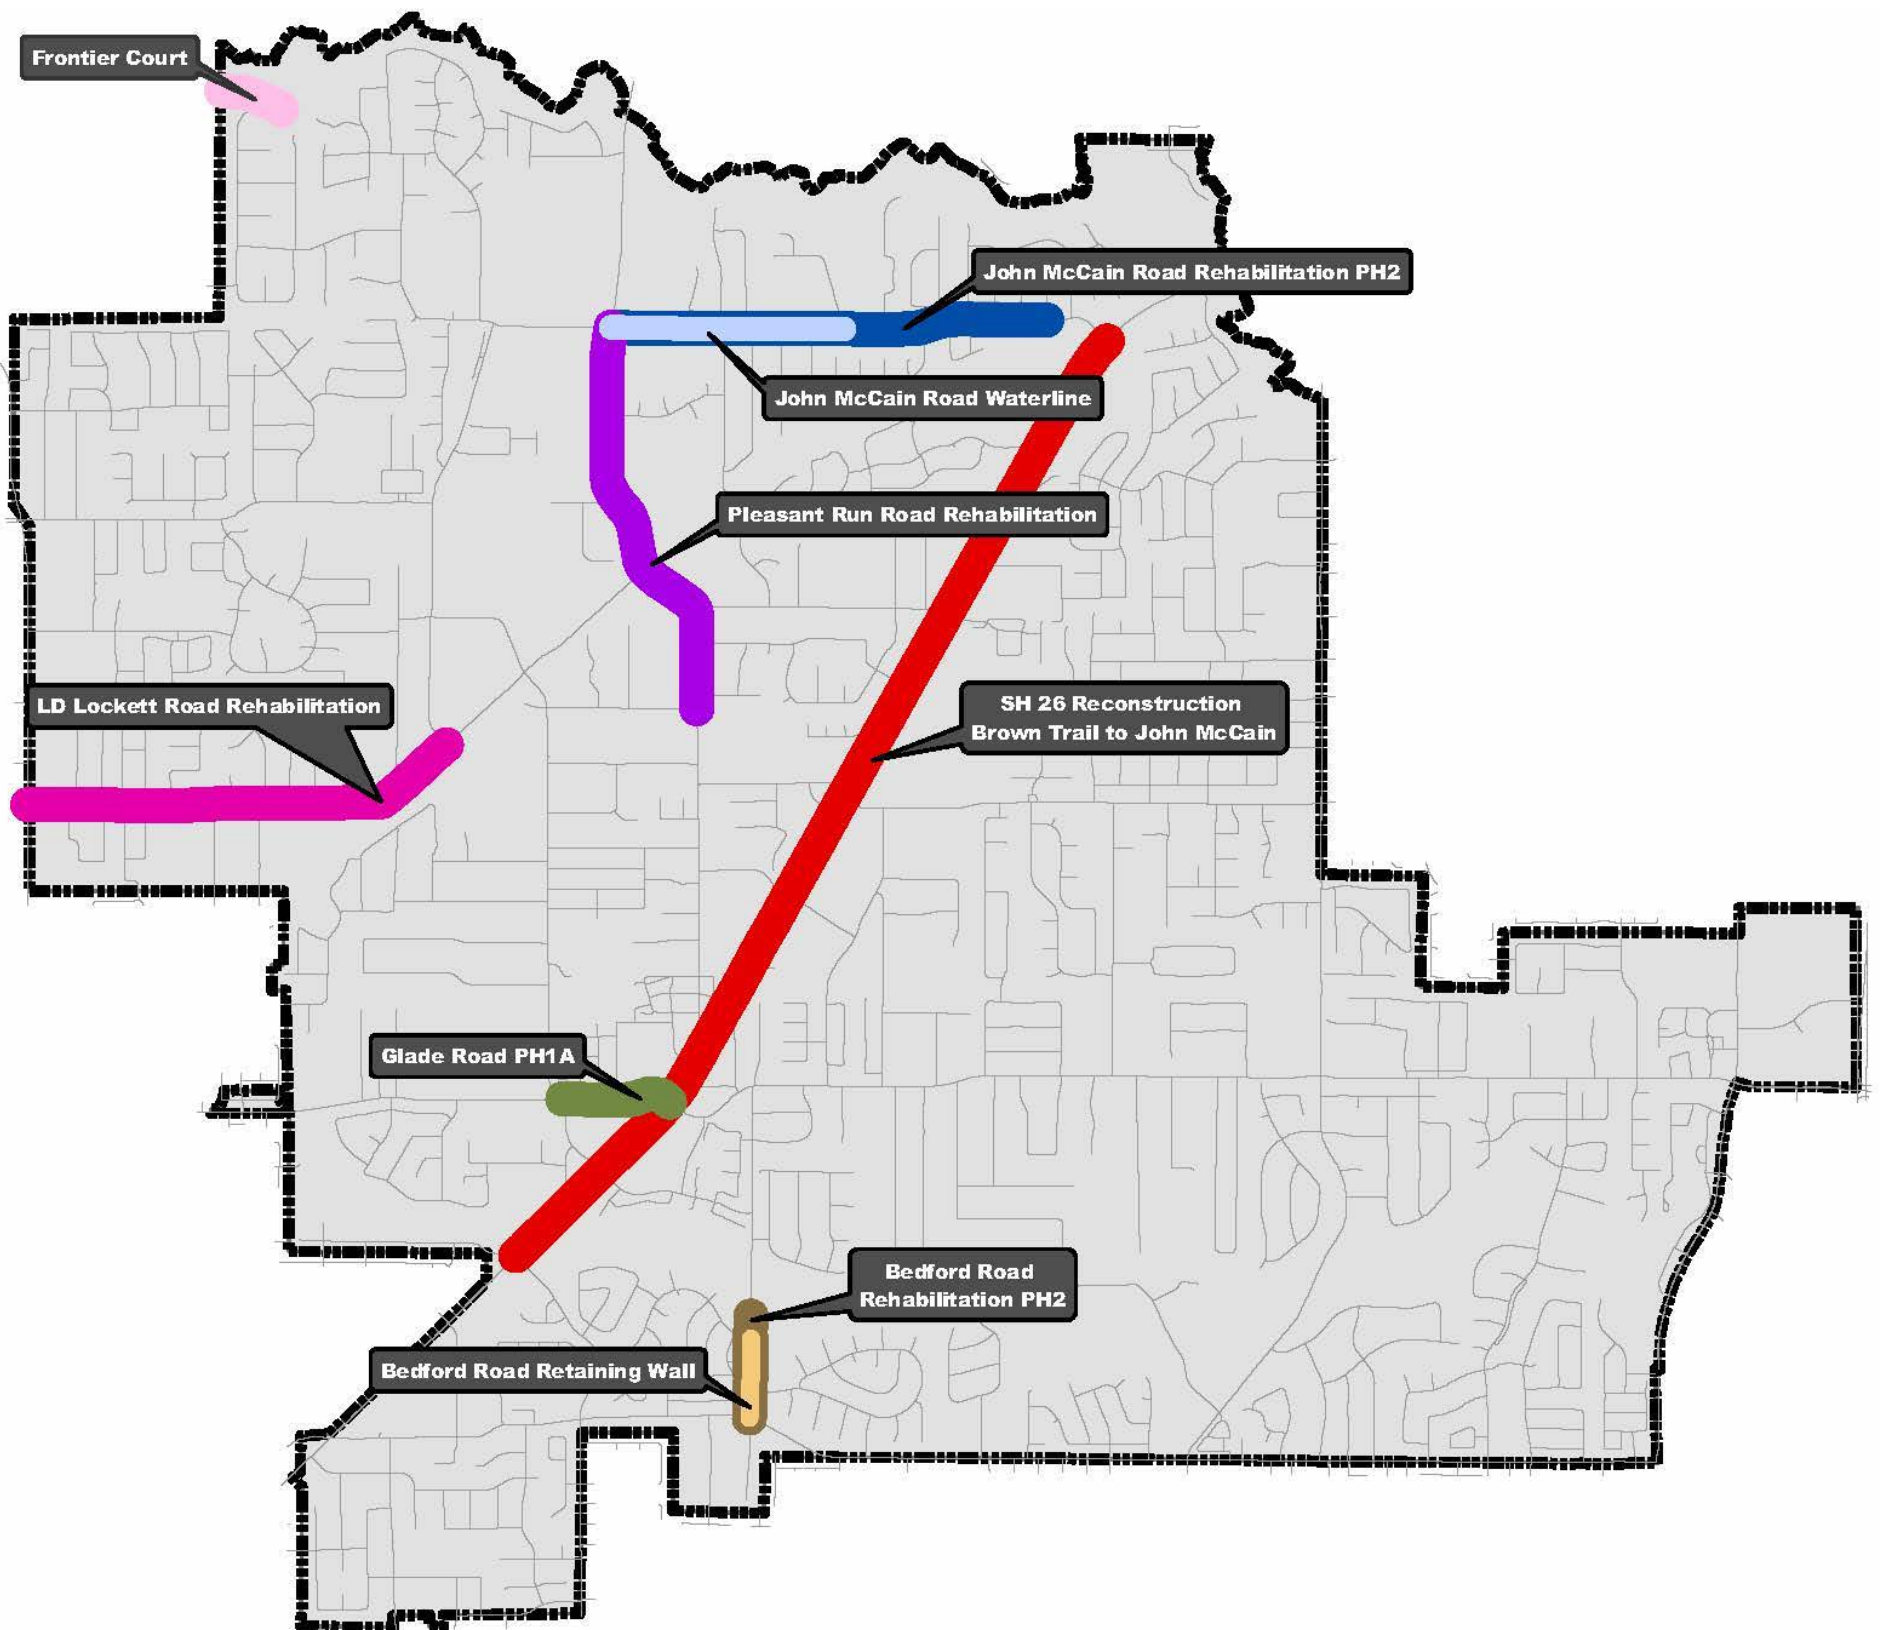 Frontier Court
John McCain Road Rehabilitation PH2
John McCain Road Waterline
Pleasant Run Road Rehabilitation
LD Lockett Road Rehabilitation
SH 26 Reconstruction
Brown Trail to John McCain
Glade Road PH1A
Bedford Road
Rehabilitation PH2
Bedford Road Retaining Wall